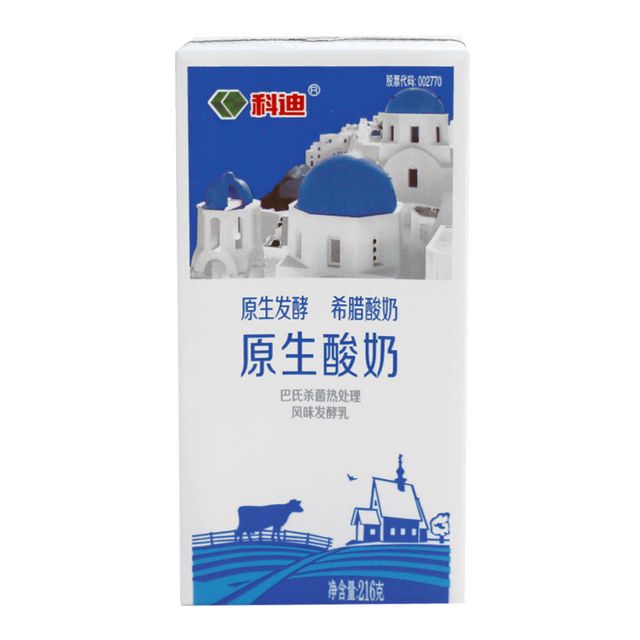 股票代码: 002770
科迪®
原生发酵 希腊酸奶
原生酸奶
巴氏杀菌热处理
风味发酵乳
净含量:216克